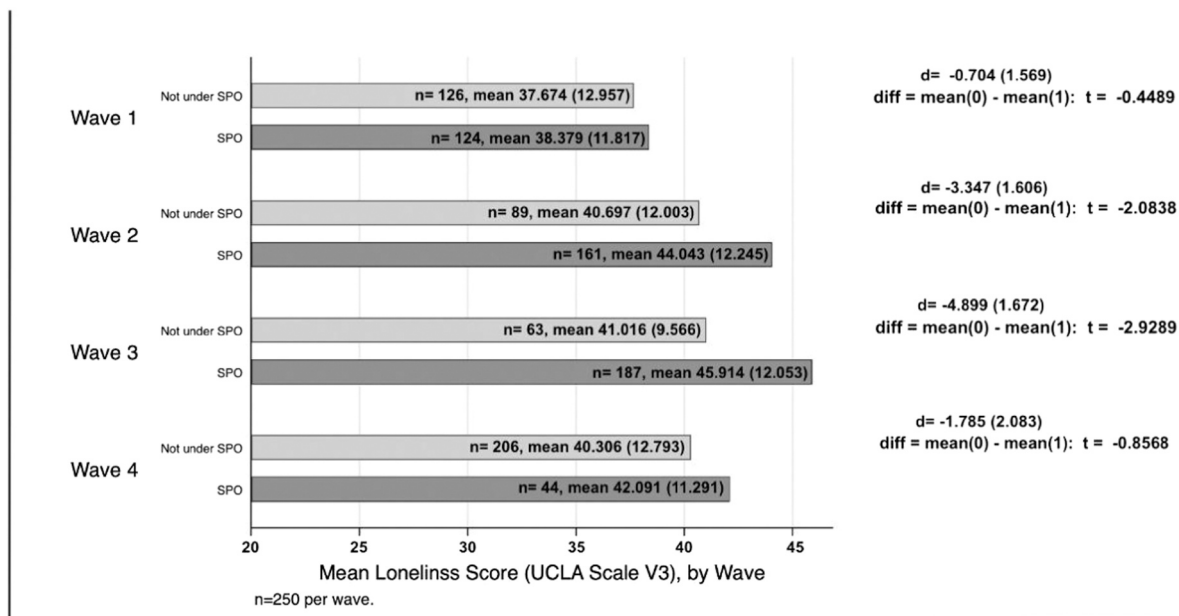 Wave 1
Not under SPO
n= 126, mean 37.674 (12.957)
SPO
n= 124, mean 38.379 (11.817)
d= -0.704 (1.569)
diff = mean(0) - mean(1): t = -0.4489
Wave 2
Not under SPO
n= 89, mean 40.697 (12.003)
SPO
n= 161, mean 44.043 (12.245)
d= -3.347 (1.606)
diff = mean(0) - mean(1): t = -2.0838
Wave 3
Not under SPO
n= 63, mean 41.016 (9.566)
SPO
n= 187, mean 45.914 (12.053)
d= -4.899 (1.672)
diff = mean(0) - mean(1): t = -2.9289
Wave 4
Not under SPO
n= 206, mean 40.306 (12.793)
SPO
n= 44, mean 42.091 (11.291)
d= -1.785 (2.083)
diff = mean(0) - mean(1): t = -0.8568
20 25 30 35 40 45
Mean Lonelinss Score (UCLA Scale V3), by Wave
n=250 per wave.